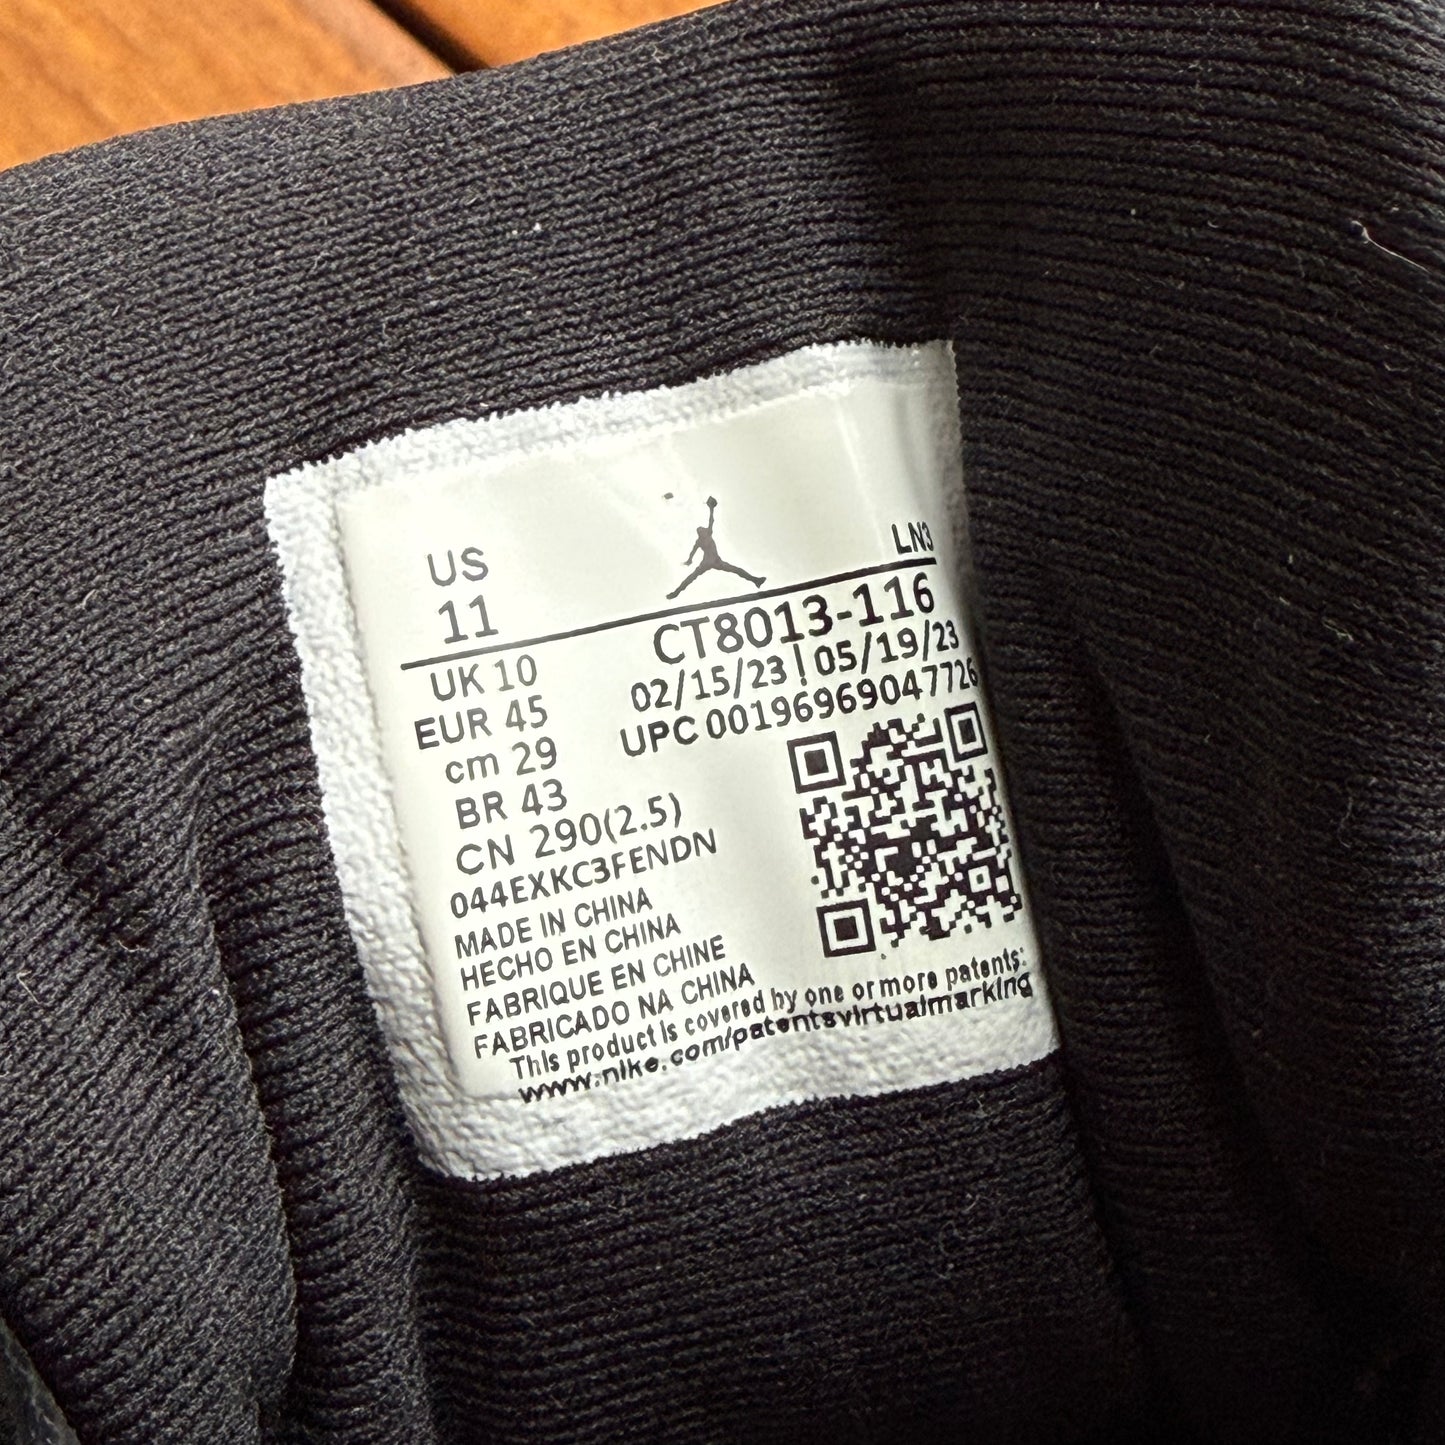 US
11
LN3
CT8013-116
02/15/23 | 05/19/23
UPC 00196969047726
UK 10
EUR 45
cm 29
BR 43
CN 290(2.5)
044EXKC3FENDN
MADE IN CHINA
HECHO EN CHINA
FABRIQUE EN CHINE
FABRICADO NA CHINA
This product is covered by one or more patents:
www.nike.com/patentsvirtualmarking